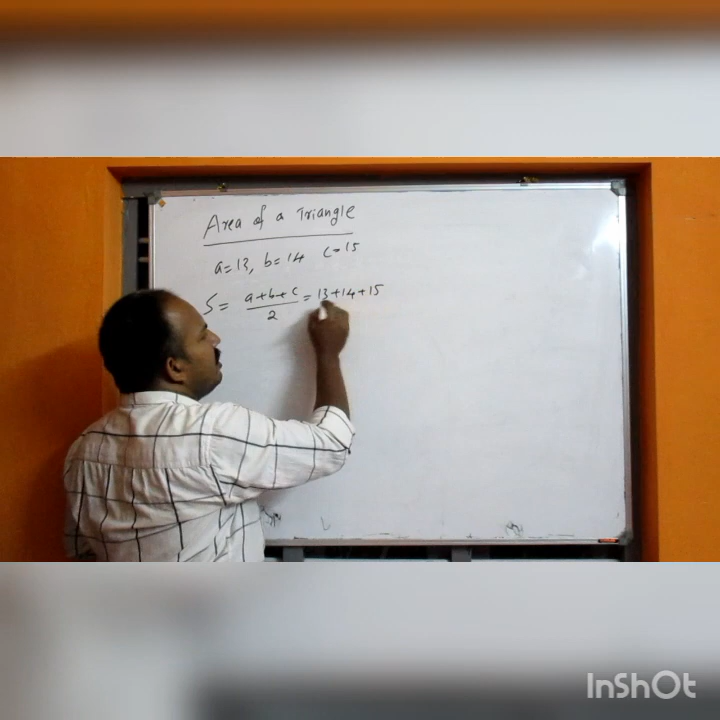 Area of a Triangle
a=13, b=14 c=15
S = a+b+c/2 = 13+14+15
InShOt